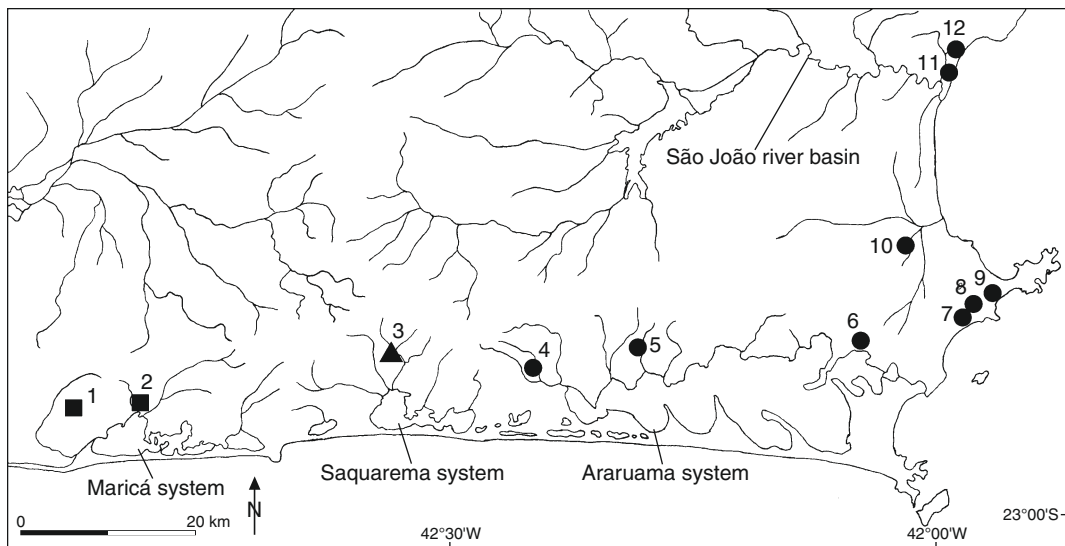 12
11
São João river basin
10
9
8
7
6
3
5
4
2
1
Saquarema system
Araruama system
Maricá system
N
0
20 km
42°30'W
42°00'W
23°00'S